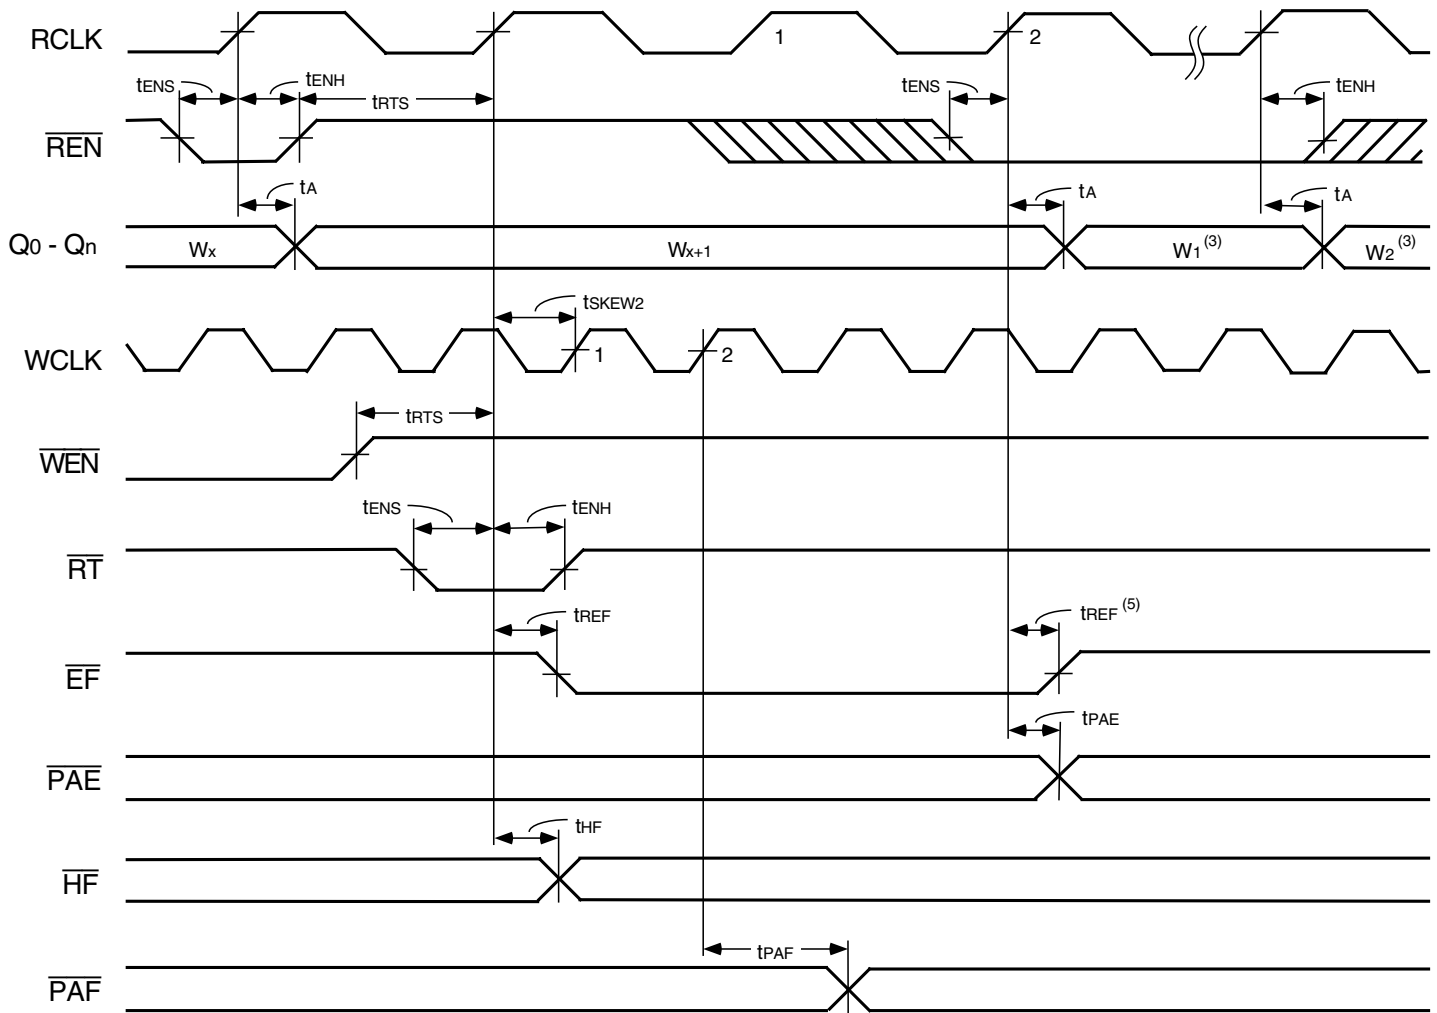 RCLK 1 2
tENS tENH tRTS tENS tENH
REN
tA tA tA
Q0 - Qn Wx Wx+1 W1(3) W2(3)
tSKEW2
WCLK 1 2
tRTS
WEN
tENS tENH
RT
tREF tREF(5)
EF
tPAE
PAE
tHF
HF
tPAF
PAF